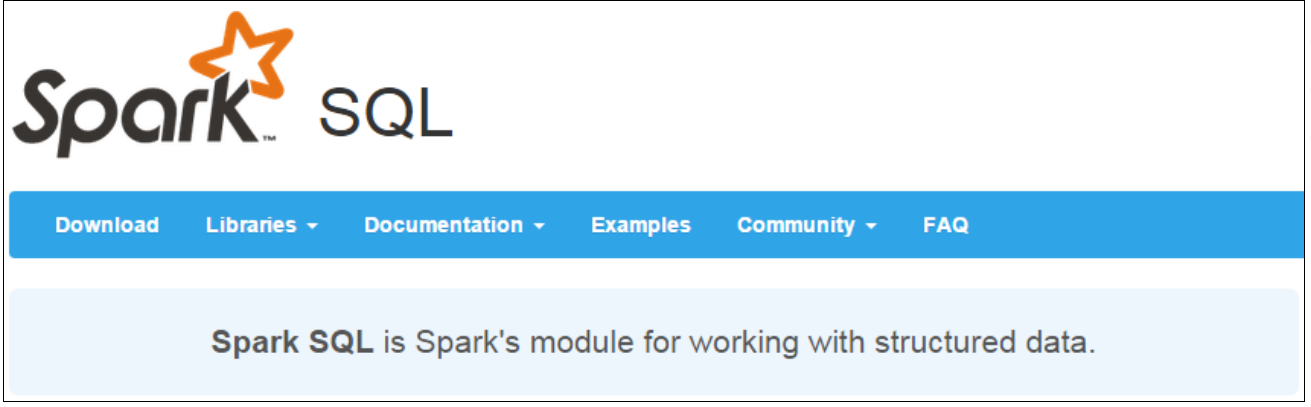 Spark™ SQL
Download Libraries Documentation Examples Community FAQ
Spark SQL is Spark's module for working with structured data.